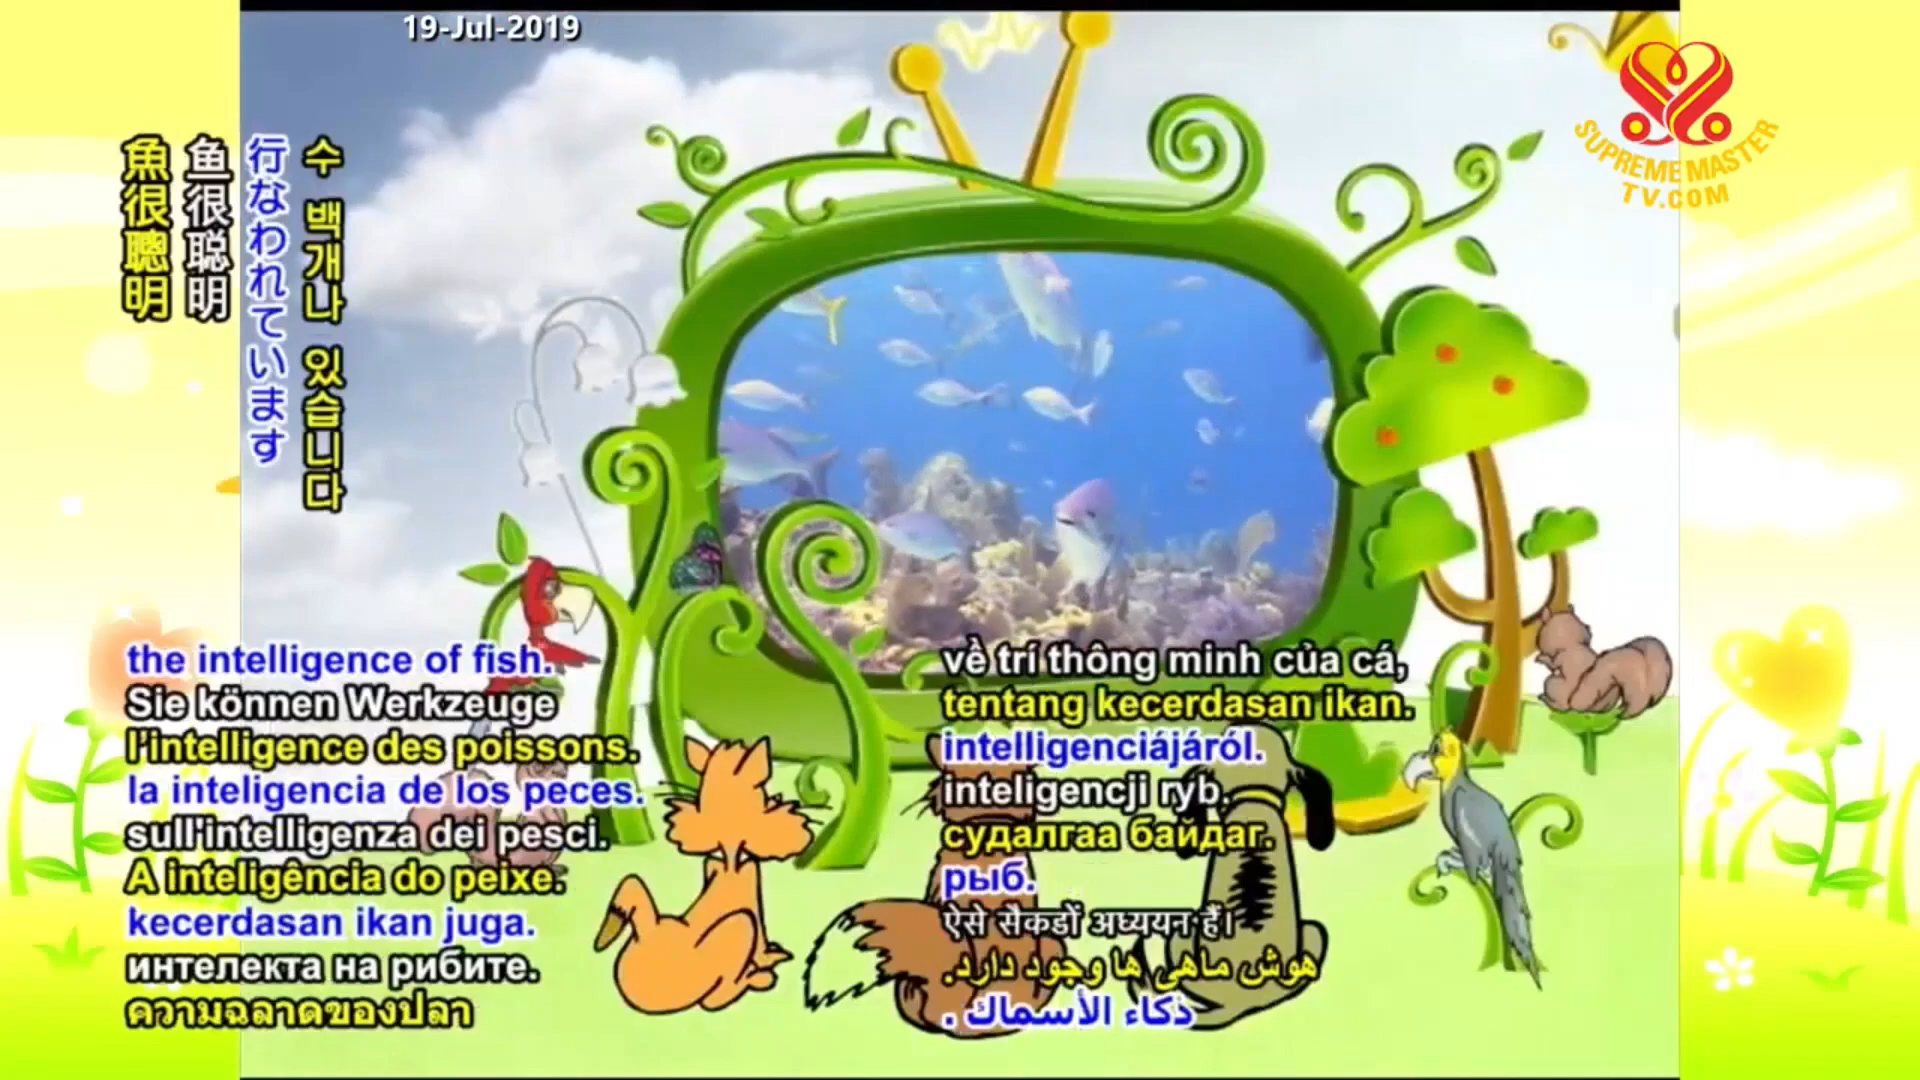 19-Jul-2019
SUPREME MASTER
TV.COM
수 백개나 있습니다
行なわれています
鱼很聪明
魚很聰明
the intelligence of fish.
Sie können Werkzeuge
l'intelligence des poissons.
la inteligencia de los peces.
sull'intelligenza dei pesci.
A inteligência do peixe.
kecerdasan ikan juga.
интелекта на рибите.
ความฉลาดของปลา
về trí thông minh của cá,
tentang kecerdasan ikan.
intelligenciájáról.
inteligencji ryb.
судалгаа байдаг.
рыб.
ऐसे सैकडों अध्ययन हैं।
هوش ماهی ها وجود دارد.
ذكاء الأسماك .